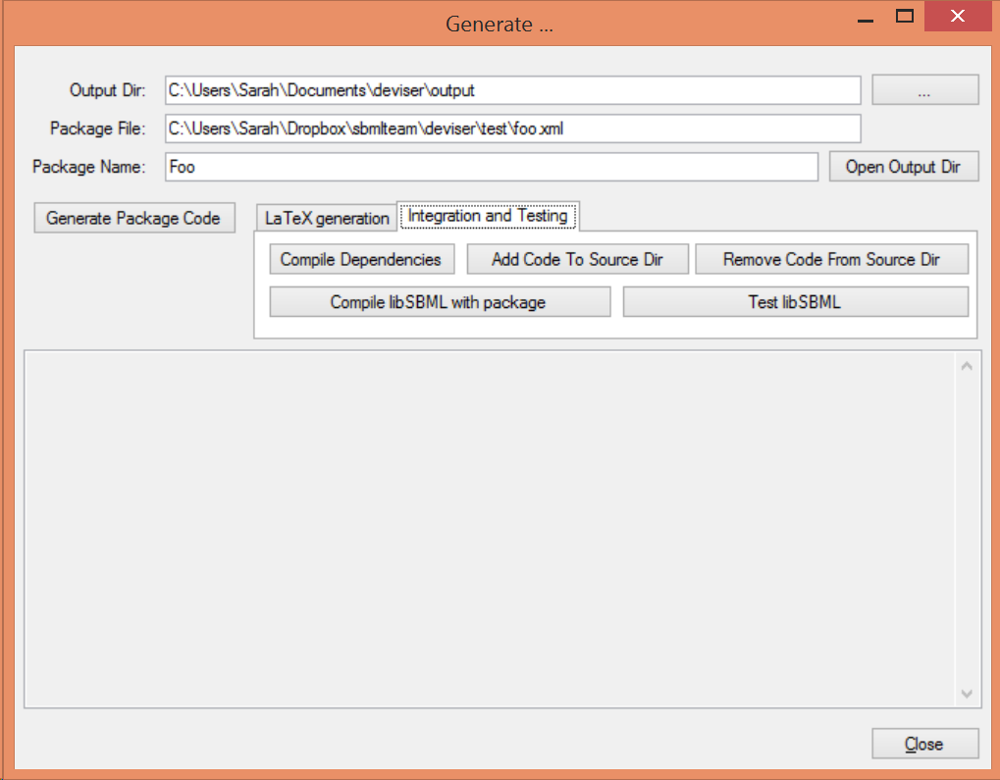 Generate ...
Output Dir: C:\Users\Sarah\Documents\deviser\output ...
Package File: C:\Users\Sarah\Dropbox\sbmlteam\deviser\test\foo.xml
Package Name: Foo Open Output Dir
Generate Package Code LaTeX generation Integration and Testing
Compile Dependencies Add Code To Source Dir Remove Code From Source Dir
Compile libSBML with package Test libSBML
Close